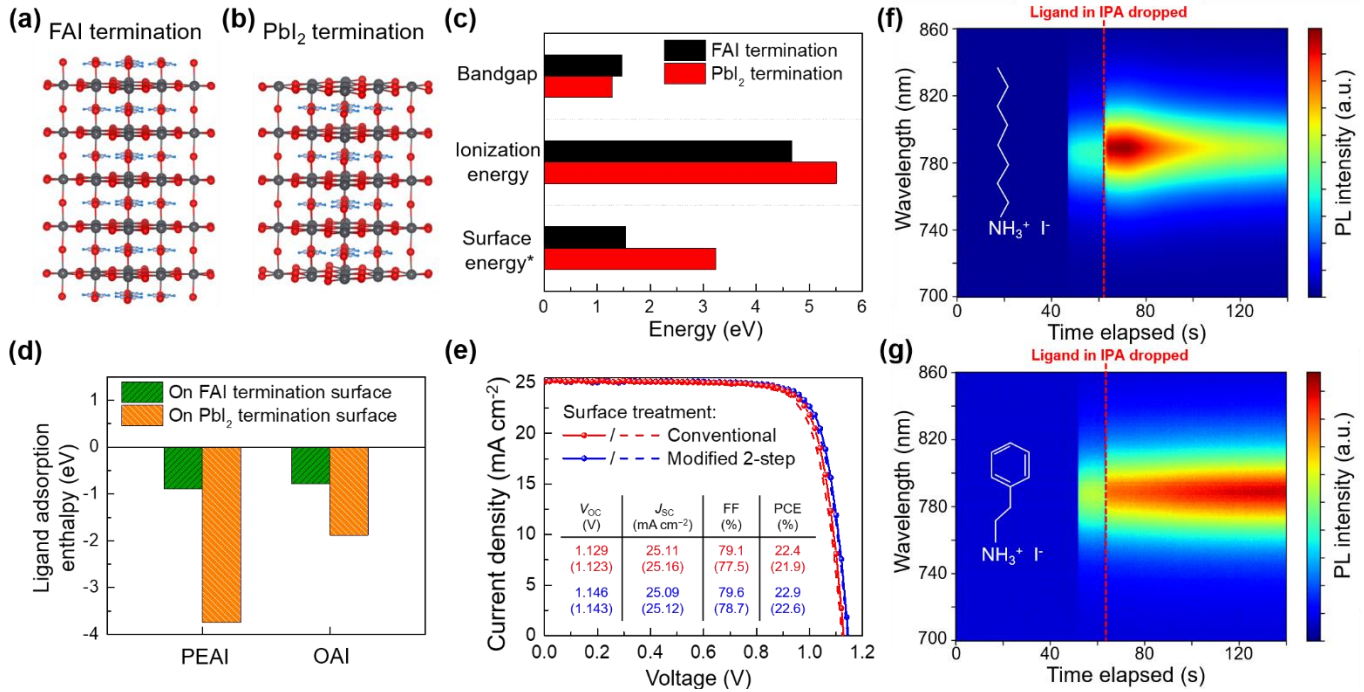 (a)
FAI termination
(b)
PbI₂ termination
(c)
FAI termination
PbI₂ termination
Bandgap
Ionization
energy
Surface
energy*
0 1 2 3 4 5 6
Energy (eV)
(d)
On FAI termination surface
On PbI₂ termination surface
Ligand adsorption
enthalpy (eV)
1
0
-1
-2
-3
-4
PEAI OAI
(e)
Current density (mA cm⁻²)
25
20
15
10
5
0
Surface treatment:
/ Conventional
/ Modified 2-step
V_OC (V) J_SC (mA cm⁻²) FF (%) PCE (%)
1.129 25.11 79.1 22.4
(1.123) (25.16) (77.5) (21.9)
1.146 25.09 79.6 22.9
(1.143) (25.12) (78.7) (22.6)
0.0 0.2 0.4 0.6 0.8 1.0 1.2
Voltage (V)
(f)
Ligand in IPA dropped
Wavelength (nm)
860
820
780
740
700
NH₃⁺ I⁻
0 40 80 120
Time elapsed (s)
PL intensity (a.u.)
(g)
Ligand in IPA dropped
Wavelength (nm)
860
820
780
740
700
NH₃⁺ I⁻
0 40 80 120
Time elapsed (s)
PL intensity (a.u.)